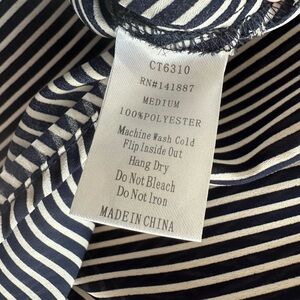 CT6310
RN#141887
MEDIUM
100%POLYESTER
Machine Wash Cold
Flip Inside Out
Hang Dry
Do Not Bleach
Do Not Iron
MADE IN CHINA